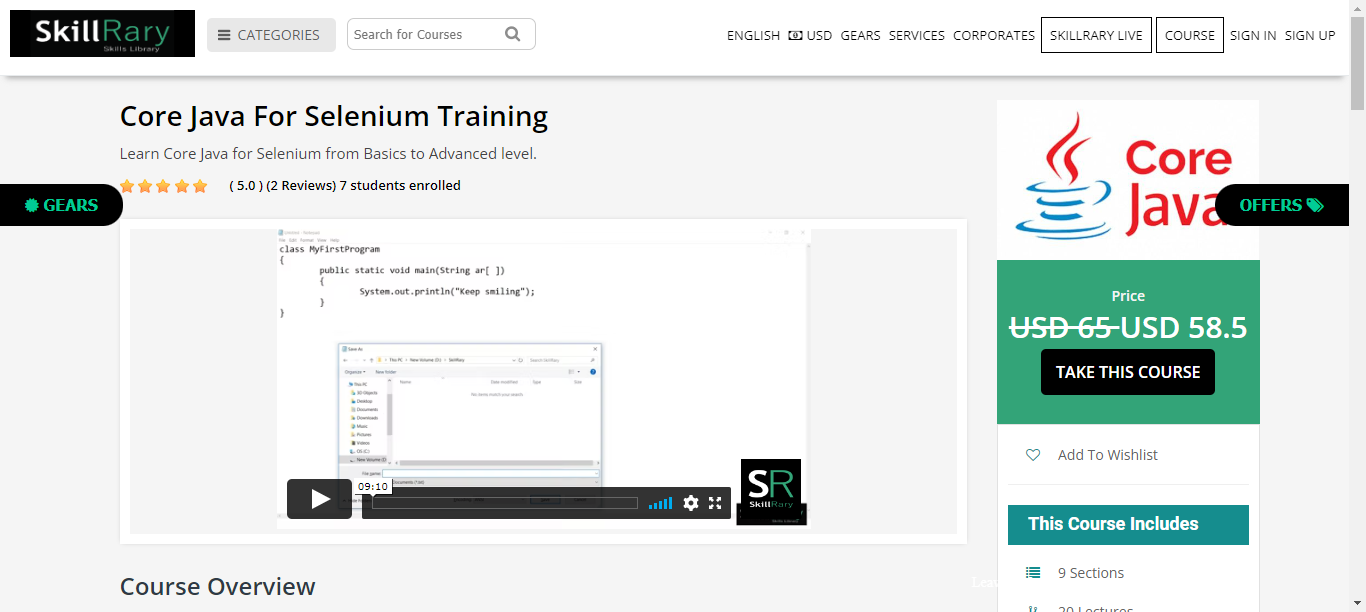 SkillRary
Skills Library
CATEGORIES
Search for Courses
ENGLISH USD GEARS SERVICES CORPORATES SKILLRARY LIVE COURSE SIGN IN SIGN UP
Core Java For Selenium Training
Learn Core Java for Selenium from Basics to Advanced level.
( 5.0 ) (2 Reviews) 7 students enrolled
GEARS
OFFERS
Core
Java
class MyFirstProgram
{
public static void main(String ar[ ])
{
System.out.println("Keep smiling");
}
}
Save As
This PC › New Volume (D:) › SkillRary
Search SkillRary
Organize New folder
Name Date modified Type Size
No items match your search.
This PC
3D Objects
Desktop
Documents
Downloads
Music
Pictures
Videos
OS (C:)
New Volume (D
File name:
09:10
SR
SkillRary
Price
USD 65 USD 58.5
TAKE THIS COURSE
Add To Wishlist
This Course Includes
9 Sections
20 Lectures
Course Overview